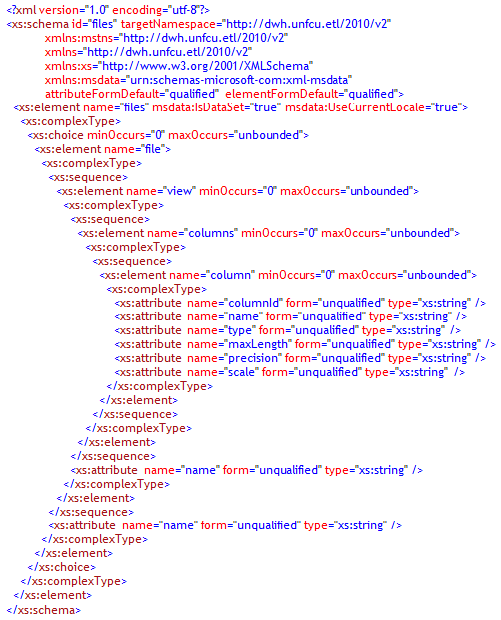 <?xml version="1.0" encoding="utf-8"?>
<xs:schema id="files" targetNamespace="http://dwh.unfcu.etl/2010/v2"
xmlns:mstns="http://dwh.unfcu.etl/2010/v2"
xmlns="http://dwh.unfcu.etl/2010/v2"
xmlns:xs="http://www.w3.org/2001/XMLSchema"
xmlns:msdata="urn:schemas-microsoft-com:xml-msdata"
attributeFormDefault="qualified" elementFormDefault="qualified">
<xs:element name="files" msdata:IsDataSet="true" msdata:UseCurrentLocale="true">
<xs:complexType>
<xs:choice minOccurs="0" maxOccurs="unbounded">
<xs:element name="file">
<xs:complexType>
<xs:sequence>
<xs:element name="view" minOccurs="0" maxOccurs="unbounded">
<xs:complexType>
<xs:sequence>
<xs:element name="columns" minOccurs="0" maxOccurs="unbounded">
<xs:complexType>
<xs:sequence>
<xs:element name="column" minOccurs="0" maxOccurs="unbounded">
<xs:complexType>
<xs:attribute name="columnId" form="unqualified" type="xs:string" />
<xs:attribute name="name" form="unqualified" type="xs:string" />
<xs:attribute name="type" form="unqualified" type="xs:string" />
<xs:attribute name="maxLength" form="unqualified" type="xs:string" />
<xs:attribute name="precision" form="unqualified" type="xs:string" />
<xs:attribute name="scale" form="unqualified" type="xs:string" />
</xs:complexType>
</xs:element>
</xs:sequence>
</xs:complexType>
</xs:element>
</xs:sequence>
<xs:attribute name="name" form="unqualified" type="xs:string" />
</xs:complexType>
</xs:element>
</xs:sequence>
<xs:attribute name="name" form="unqualified" type="xs:string" />
</xs:complexType>
</xs:element>
</xs:choice>
</xs:complexType>
</xs:element>
</xs:schema>